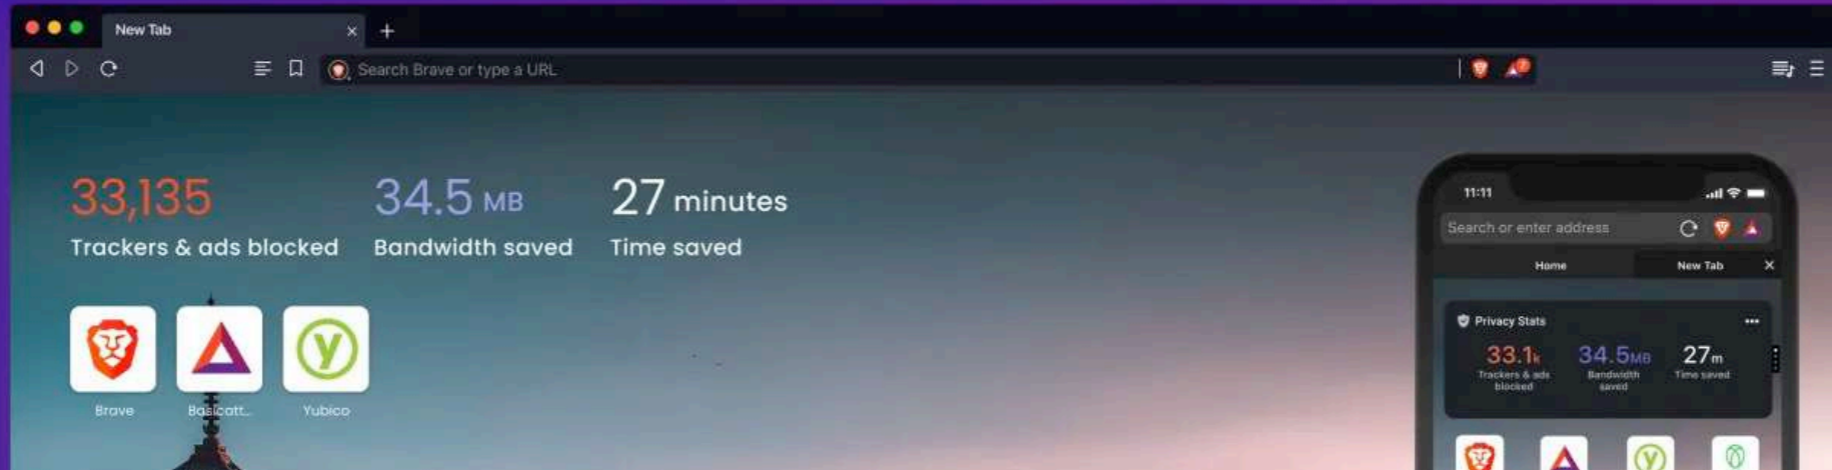 New Tab
Search Brave or type a URL
33,135
Trackers & ads blocked
34.5 MB
Bandwidth saved
27 minutes
Time saved
Brave
Basicatt...
Yubico
11:11
Search or enter address
Home
New Tab
Privacy Stats
33.1k
Trackers & ads
blocked
34.5MB
Bandwidth
saved
27m
Time saved